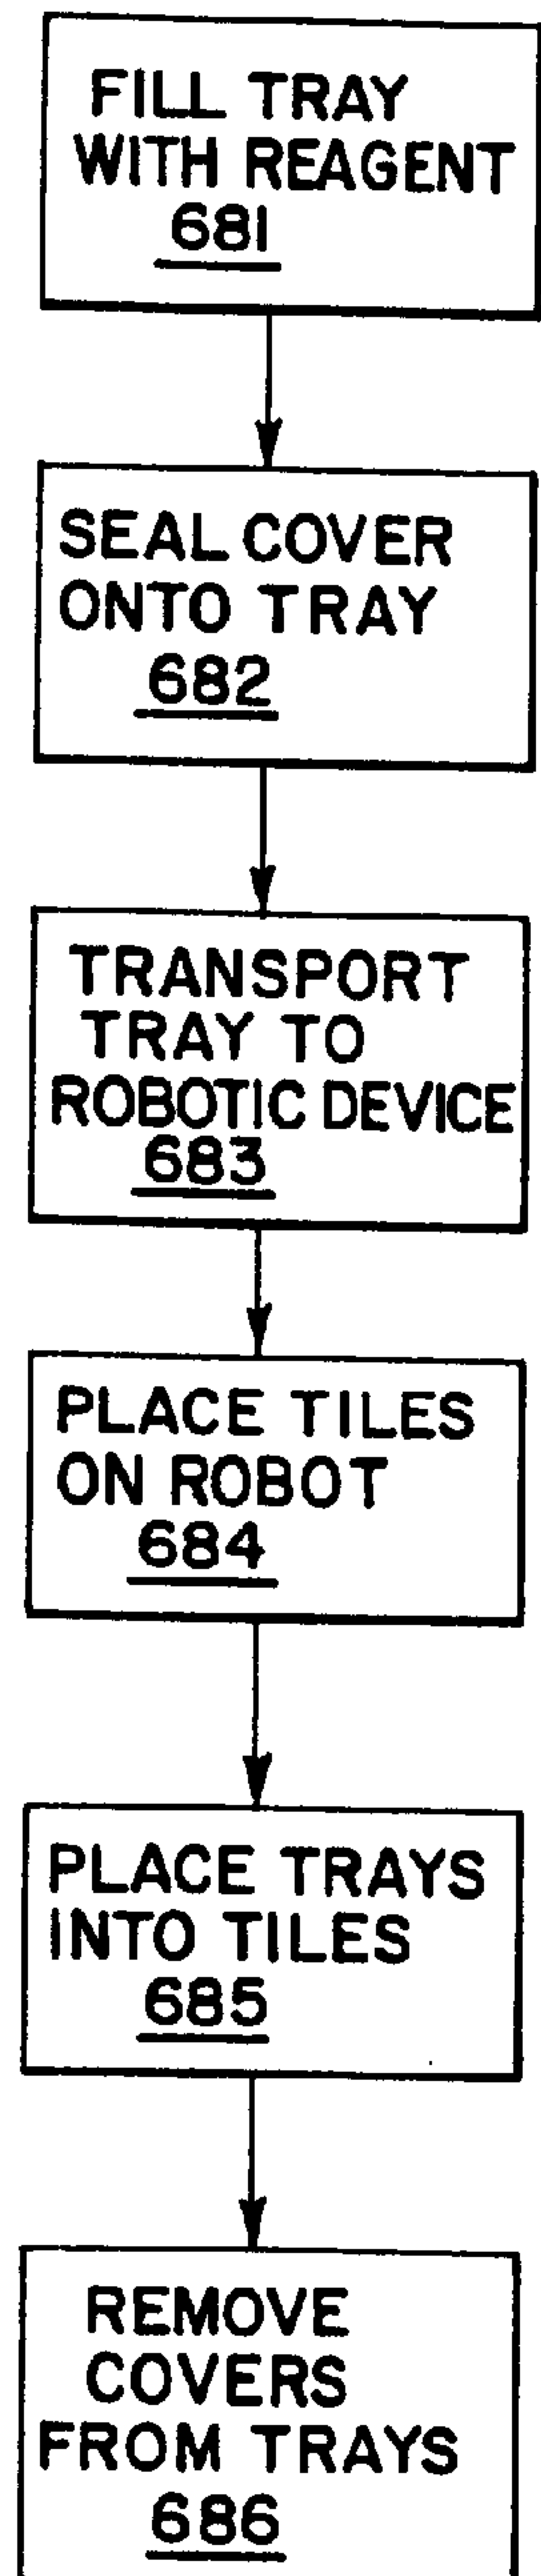 FILL TRAY
WITH REAGENT
681
SEAL COVER
ONTO TRAY
682
TRANSPORT
TRAY TO
ROBOTIC DEVICE
683
PLACE TILES
ON ROBOT
684
PLACE TRAYS
INTO TILES
685
REMOVE
COVERS
FROM TRAYS
686